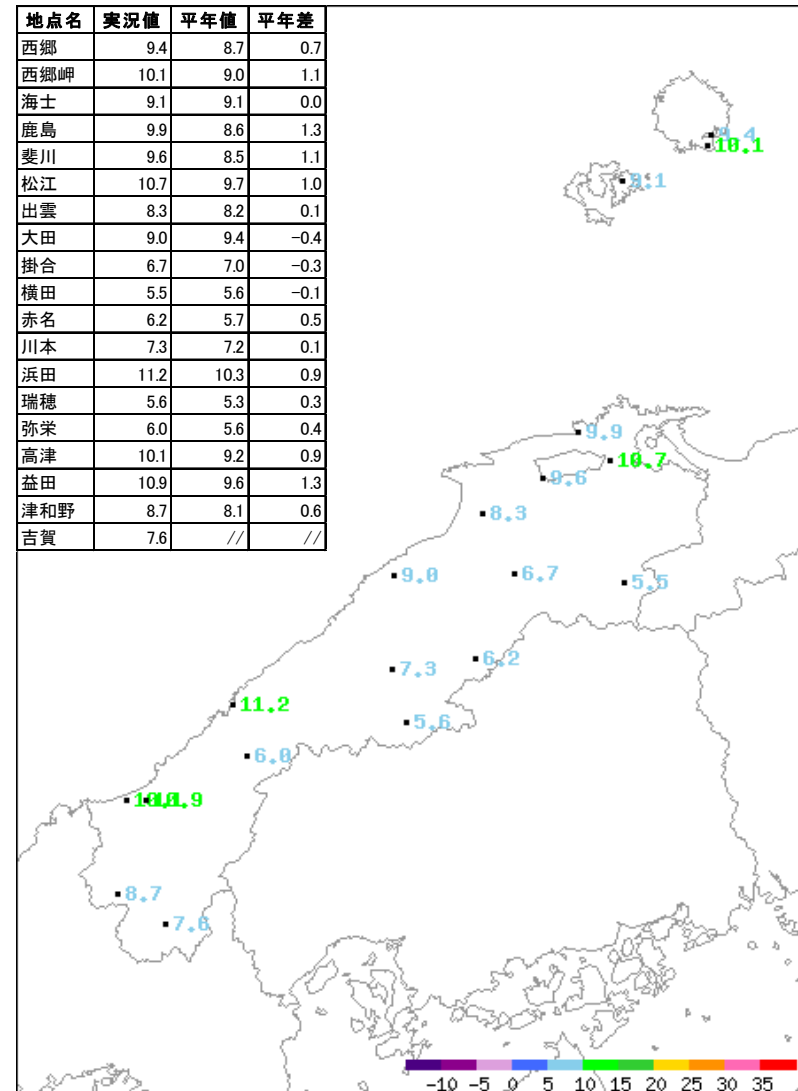 地点名 実況値 平年値 平年差
西郷 9.4 8.7 0.7
西郷岬 10.1 9.0 1.1
海士 9.1 9.1 0.0
鹿島 9.9 8.6 1.3
斐川 9.6 8.5 1.1
松江 10.7 9.7 1.0
出雲 8.3 8.2 0.1
大田 9.0 9.4 −0.4
掛合 6.7 7.0 −0.3
横田 5.5 5.6 −0.1
赤名 6.2 5.7 0.5
川本 7.3 7.2 0.1
浜田 11.2 10.3 0.9
瑞穂 5.6 5.3 0.3
弥栄 6.0 5.6 0.4
高津 10.1 9.2 0.9
益田 10.9 9.6 1.3
津和野 8.7 8.1 0.6
吉賀 7.6 // //
9.4
10.1
9.1
9.9
10.7
9.6
8.3
9.0
6.7
5.5
6.2
7.3
11.2
5.6
6.0
10.1
10.9
8.7
7.6
−10 −5 0 5 10 15 20 25 30 35